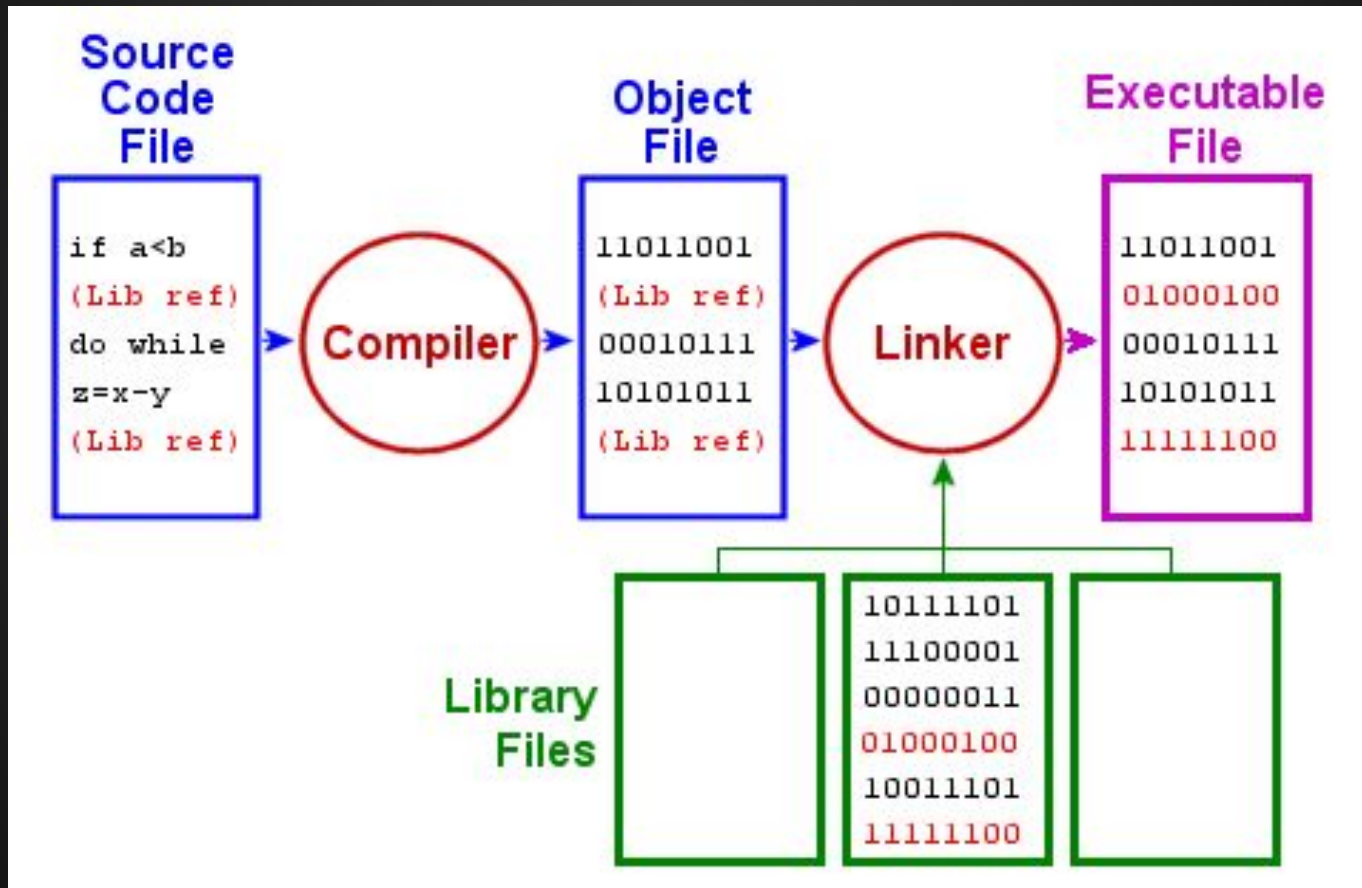 Source
Code
File
if a<b
(Lib ref)
do while
z=x-y
(Lib ref)
Compiler
Object
File
11011001
(Lib ref)
00010111
10101011
(Lib ref)
Linker
Executable
File
11011001
01000100
00010111
10101011
11111100
Library
Files
10111101
11100001
00000011
01000100
10011101
11111100